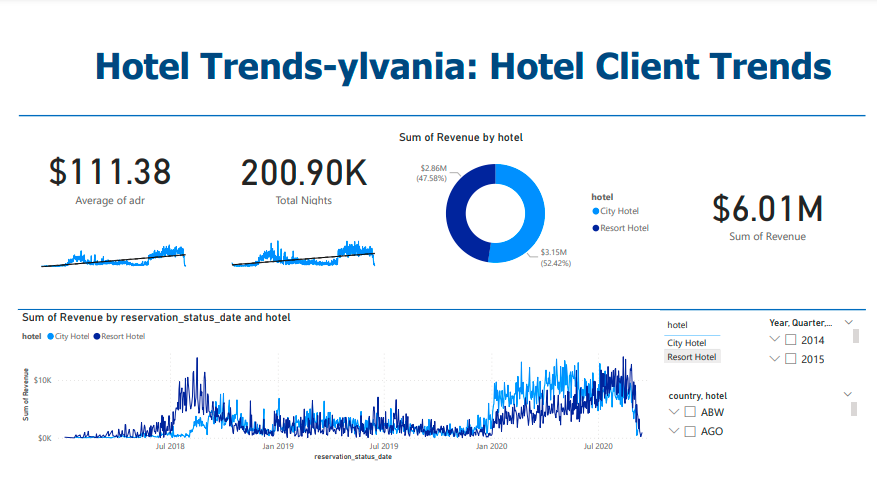 Hotel Trends-ylvania: Hotel Client Trends
$111.38
Average of adr
200.90K
Total Nights
Sum of Revenue by hotel
$2.86M
(47.58%)
$3.15M
(52.42%)
hotel
City Hotel
Resort Hotel
$6.01M
Sum of Revenue
Sum of Revenue by reservation_status_date and hotel
hotel City Hotel Resort Hotel
Sum of Revenue
$10K
$0K
Jul 2018 Jan 2019 Jul 2019 Jan 2020 Jul 2020
reservation_status_date
hotel
City Hotel
Resort Hotel
Year, Quarter,...
2014
2015
country, hotel
ABW
AGO